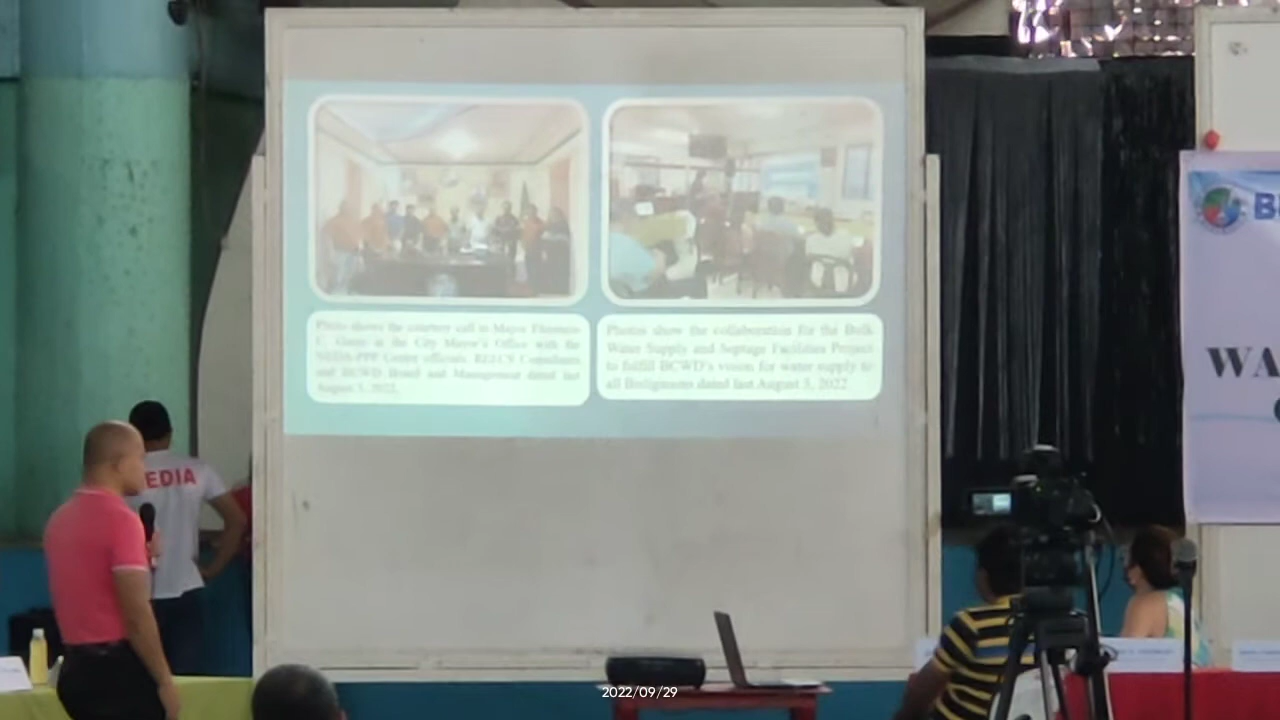 Photo shows the courtesy call to Mayor
C. at the City Mayor's Office with the
NEDA-PPP Center officials, Consultants
and BCWD Board and Management dated last
August 3, 2022.
Photos show the collaboration for the Bulk
Water Supply and Septage Facilities Project
to fulfill BCWD's vision for water supply to
all Bisligenons dated last August 3, 2022
EDIA
WA
2022/09/29